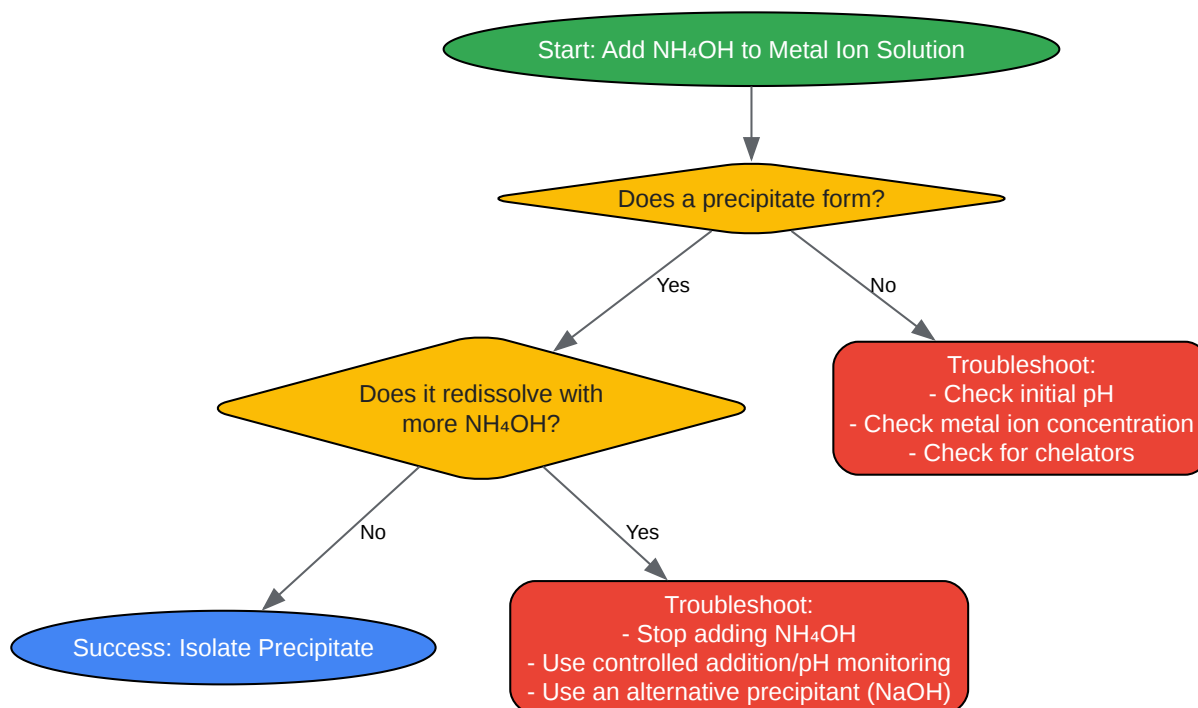 Start: Add NH₄OH to Metal Ion Solution
Does a precipitate form?
Yes
No
Does it redissolve with
more NH₄OH?
Troubleshoot:
- Check initial pH
- Check metal ion concentration
- Check for chelators
No
Yes
Success: Isolate Precipitate
Troubleshoot:
- Stop adding NH₄OH
- Use controlled addition/pH monitoring
- Use an alternative precipitant (NaOH)